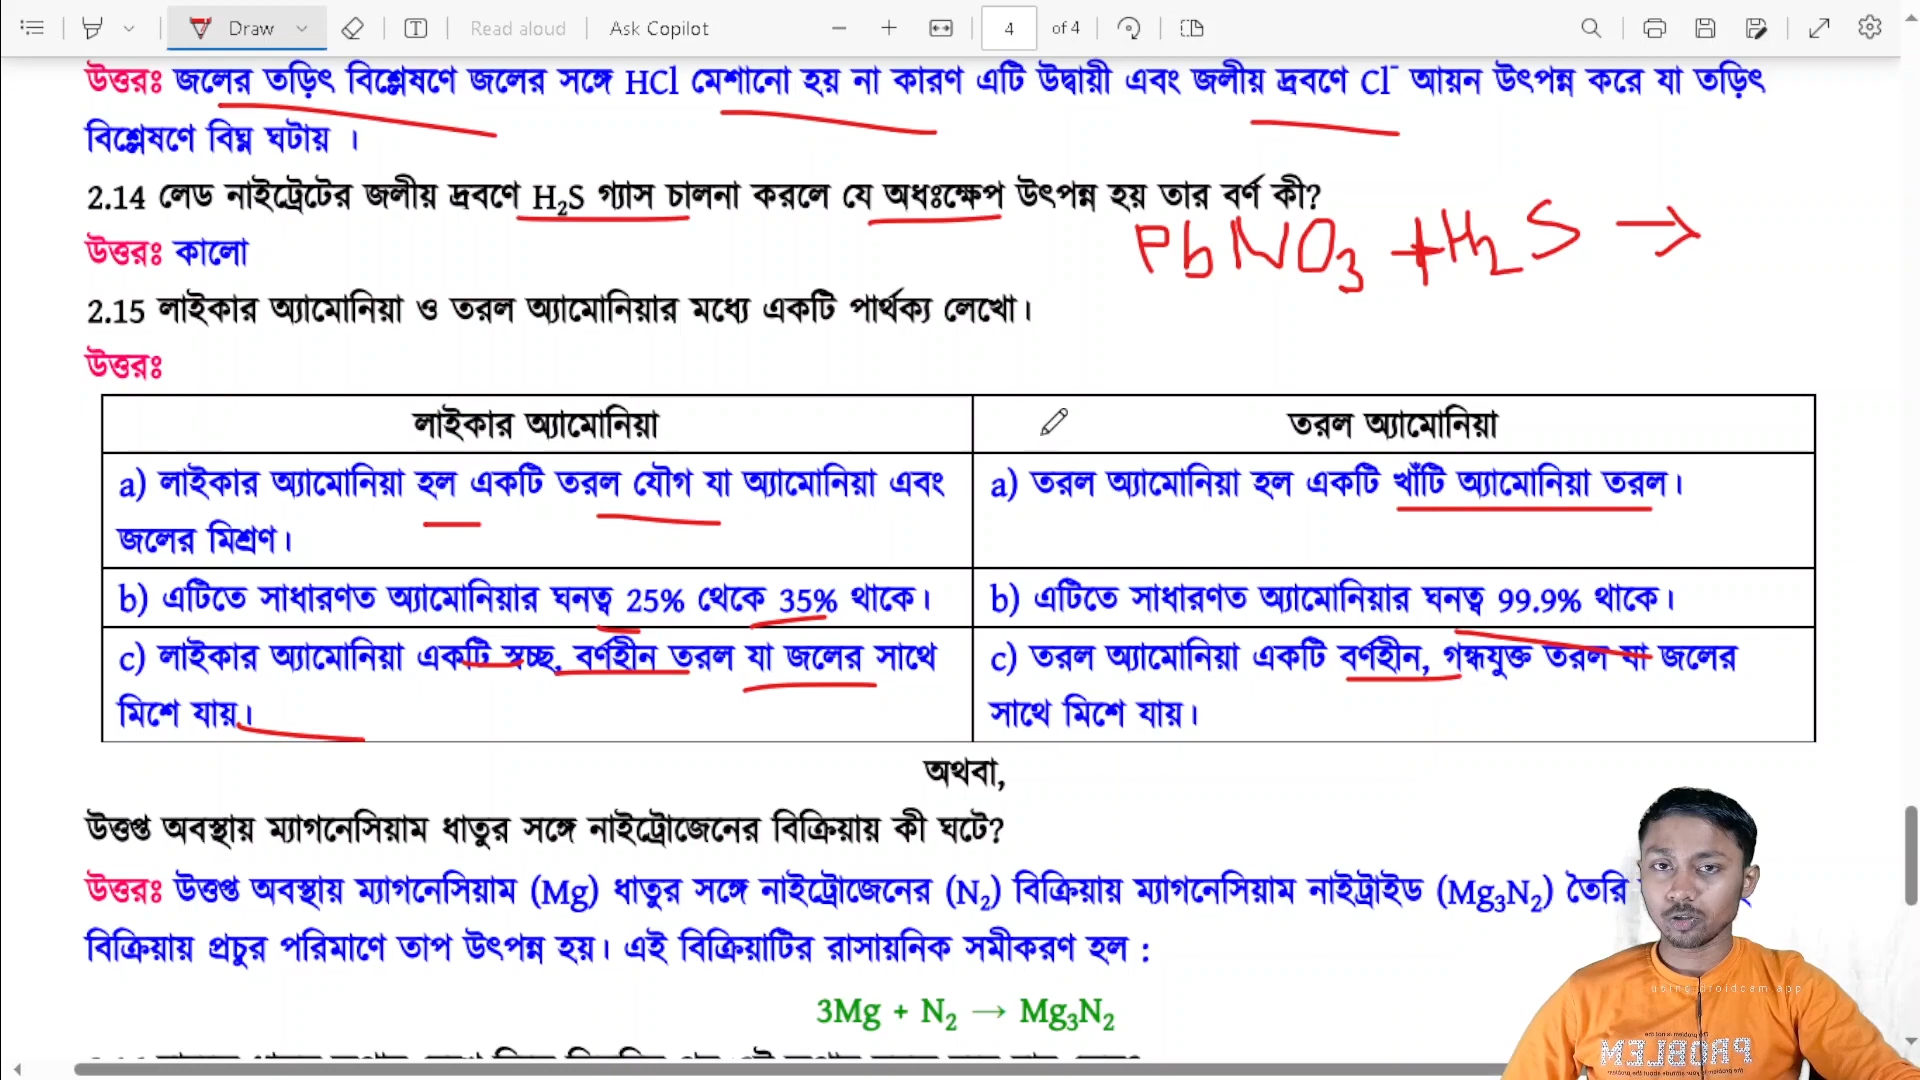 Draw
Read aloud
Ask Copilot
4
of 4
উত্তরঃ জলের তড়িৎ বিশ্লেষণে জলের সঙ্গে HCl মেশানো হয় না কারণ এটি উদ্বায়ী এবং জলীয় দ্রবণে Cl⁻ আয়ন উৎপন্ন করে যা তড়িৎ
বিশ্লেষণে বিঘ্ন ঘটায় ।
2.14 লেড নাইট্রেটের জলীয় দ্রবণে H₂S গ্যাস চালনা করলে যে অধঃক্ষেপ উৎপন্ন হয় তার বর্ণ কী?
PbNO₃ + H₂S →
উত্তরঃ কালো
2.15 লাইকার অ্যামোনিয়া ও তরল অ্যামোনিয়ার মধ্যে একটি পার্থক্য লেখো।
উত্তরঃ
লাইকার অ্যামোনিয়া
তরল অ্যামোনিয়া
a) লাইকার অ্যামোনিয়া হল একটি তরল যৌগ যা অ্যামোনিয়া এবং
জলের মিশ্রণ।
a) তরল অ্যামোনিয়া হল একটি খাঁটি অ্যামোনিয়া তরল।
b) এটিতে সাধারণত অ্যামোনিয়ার ঘনত্ব 25% থেকে 35% থাকে।
b) এটিতে সাধারণত অ্যামোনিয়ার ঘনত্ব 99.9% থাকে।
c) লাইকার অ্যামোনিয়া একটি স্বচ্ছ, বর্ণহীন তরল যা জলের সাথে
মিশে যায়।
c) তরল অ্যামোনিয়া একটি বর্ণহীন, গন্ধযুক্ত তরল যা জলের
সাথে মিশে যায়।
অথবা,
উত্তপ্ত অবস্থায় ম্যাগনেসিয়াম ধাতুর সঙ্গে নাইট্রোজেনের বিক্রিয়ায় কী ঘটে?
উত্তরঃ উত্তপ্ত অবস্থায় ম্যাগনেসিয়াম (Mg) ধাতুর সঙ্গে নাইট্রোজেনের (N₂) বিক্রিয়ায় ম্যাগনেসিয়াম নাইট্রাইড (Mg₃N₂) তৈরি
বিক্রিয়ায় প্রচুর পরিমাণে তাপ উৎপন্ন হয়। এই বিক্রিয়াটির রাসায়নিক সমীকরণ হল :
3Mg + N₂ → Mg₃N₂
using droidcam app
PROBLEM